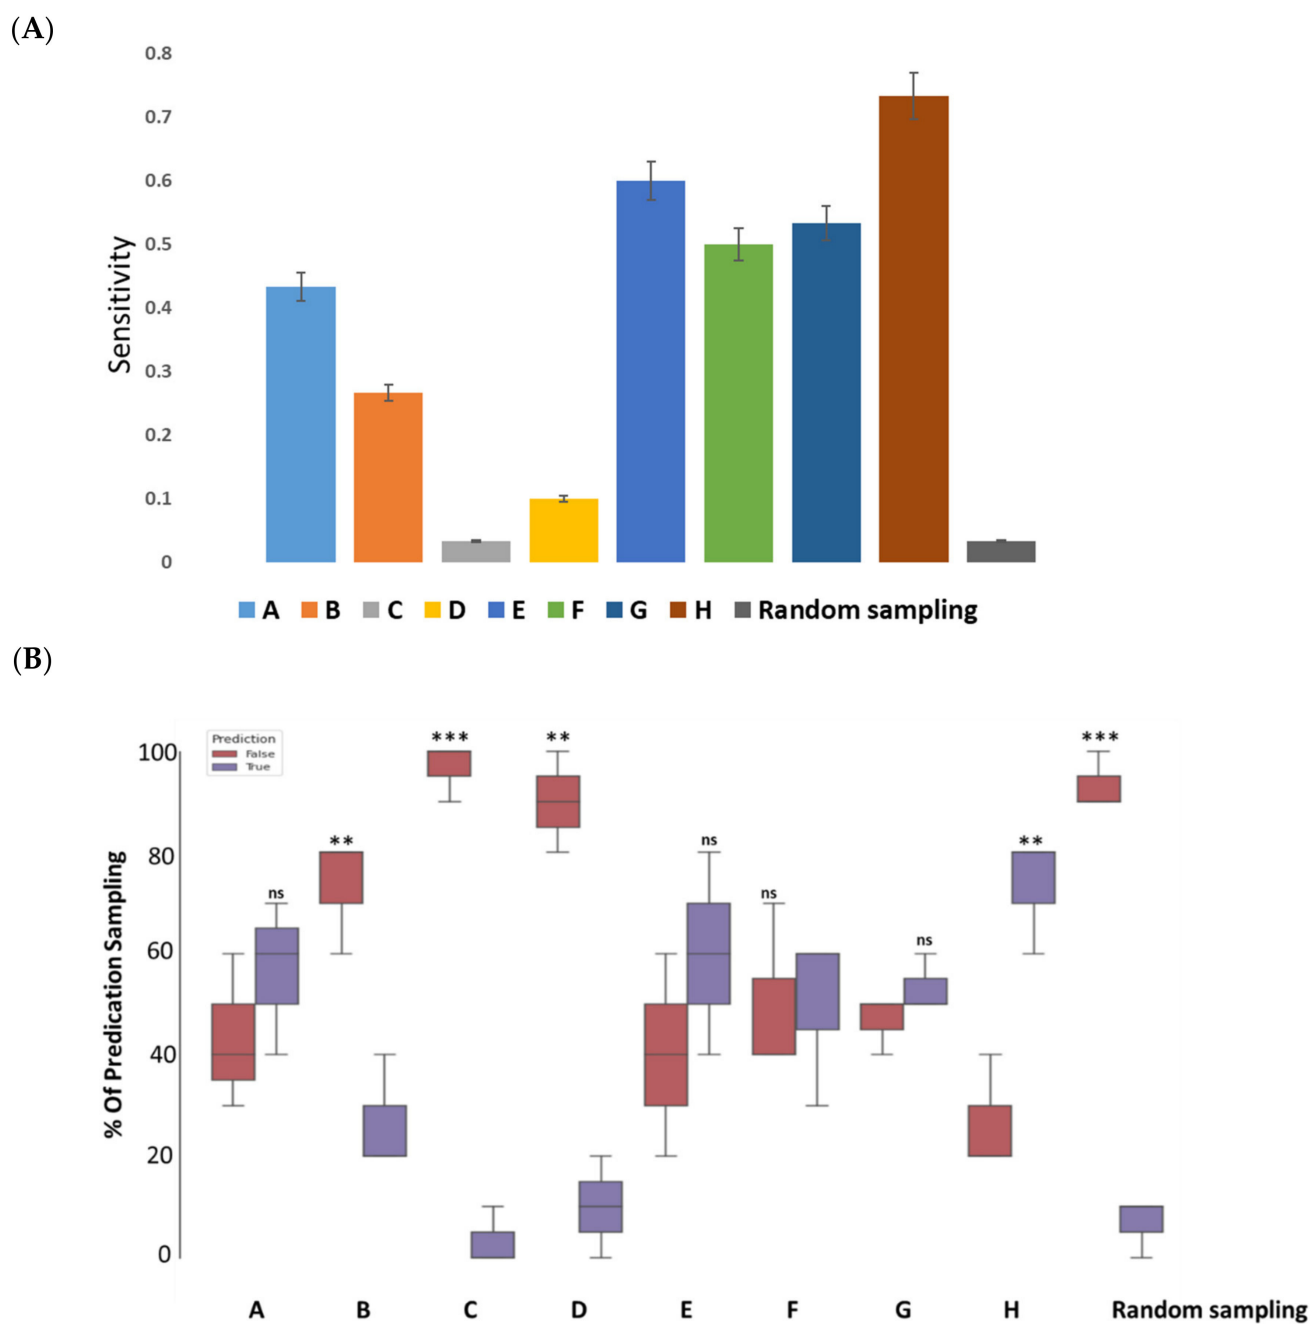 (A)
0.8
0.7
0.6
0.5
0.4
0.3
0.2
0.1
0
Sensitivity
A B C D E F G H Random sampling
(B)
Prediction
False
True
100
80
60
40
20
0
% Of Predication Sampling
ns
**
***
**
ns
ns
ns
**
***
A B C D E F G H Random sampling